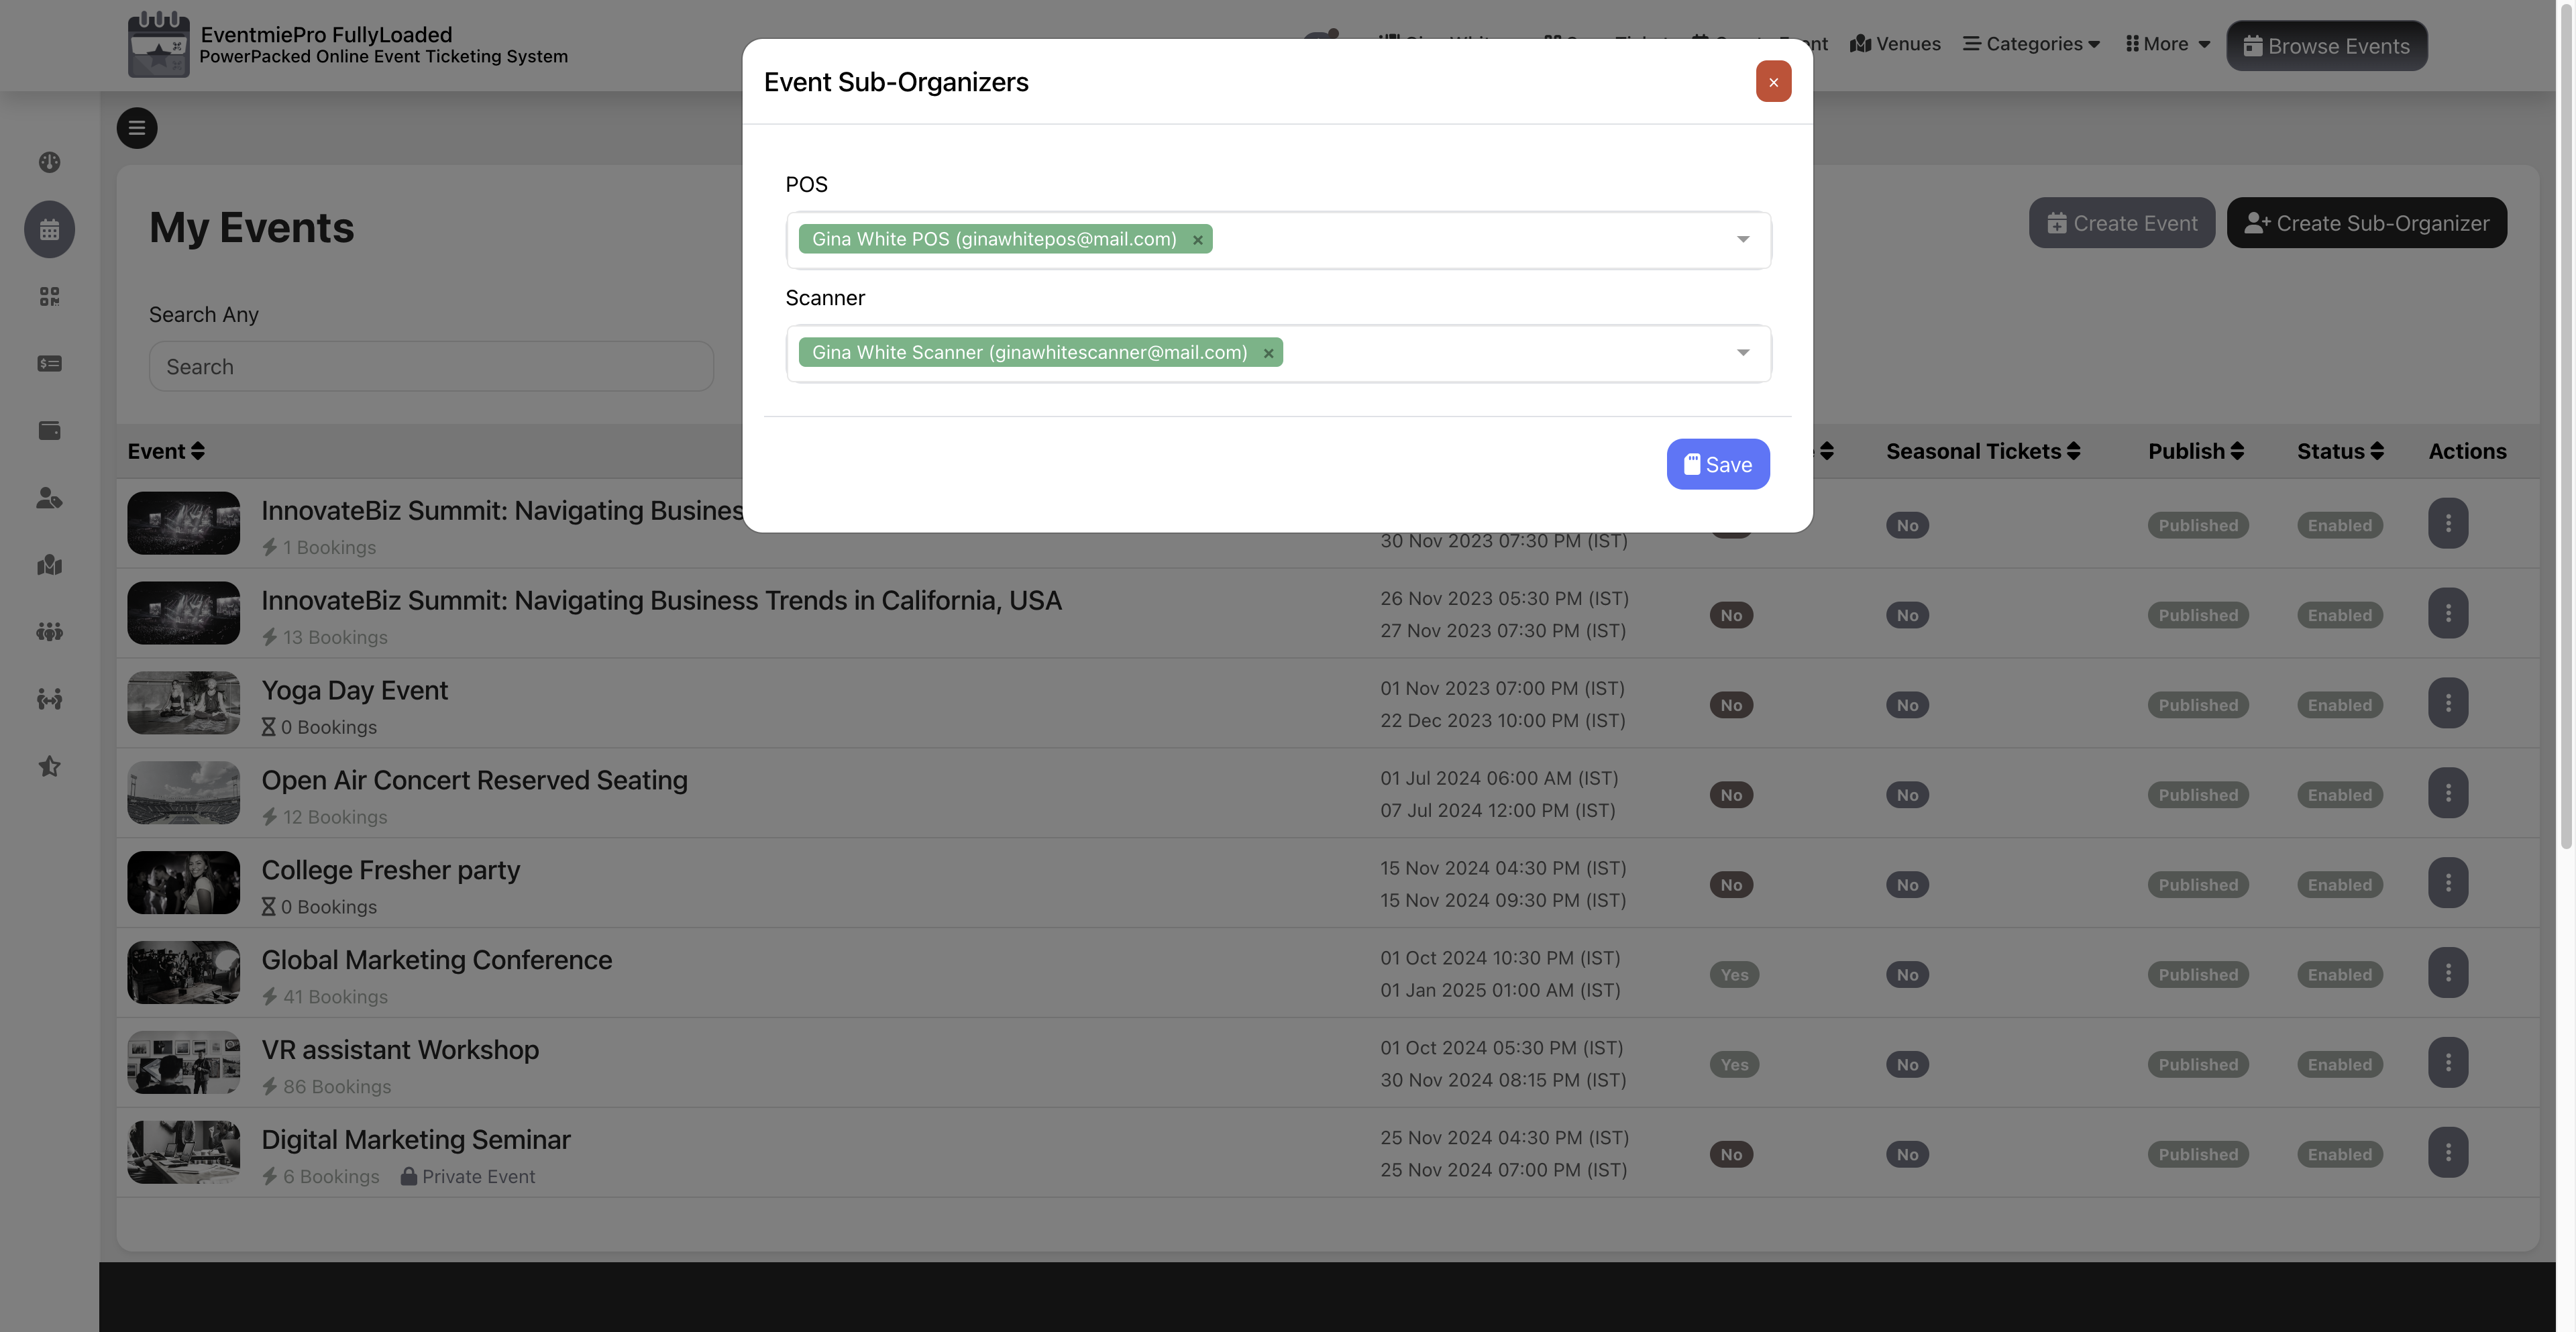 EventmiePro FullyLoaded
PowerPacked Online Event Ticketing System
Venues
Categories
More
Browse Events
Event Sub-Organizers
×
POS
Gina White POS (ginawhitepos@mail.com) ×
Scanner
Gina White Scanner (ginawhitescanner@mail.com) ×
Save
My Events
Create Event
Create Sub-Organizer
Search Any
Search
Event
Seasonal Tickets
Publish
Status
Actions
InnovateBiz Summit: Navigating
1 Bookings
30 Nov 2023 07:30 PM (IST)
No
Published
Enabled
InnovateBiz Summit: Navigating Business Trends in California, USA
13 Bookings
26 Nov 2023 05:30 PM (IST)
27 Nov 2023 07:30 PM (IST)
No
No
Published
Enabled
Yoga Day Event
0 Bookings
01 Nov 2023 07:00 PM (IST)
22 Dec 2023 10:00 PM (IST)
No
No
Published
Enabled
Open Air Concert Reserved Seating
12 Bookings
01 Jul 2024 06:00 AM (IST)
07 Jul 2024 12:00 PM (IST)
No
No
Published
Enabled
College Fresher party
0 Bookings
15 Nov 2024 04:30 PM (IST)
15 Nov 2024 09:30 PM (IST)
No
No
Published
Enabled
Global Marketing Conference
41 Bookings
01 Oct 2024 10:30 PM (IST)
01 Jan 2025 01:00 AM (IST)
Yes
No
Published
Enabled
VR assistant Workshop
86 Bookings
01 Oct 2024 05:30 PM (IST)
30 Nov 2024 08:15 PM (IST)
Yes
No
Published
Enabled
Digital Marketing Seminar
6 Bookings
Private Event
25 Nov 2024 04:30 PM (IST)
25 Nov 2024 07:00 PM (IST)
No
No
Published
Enabled